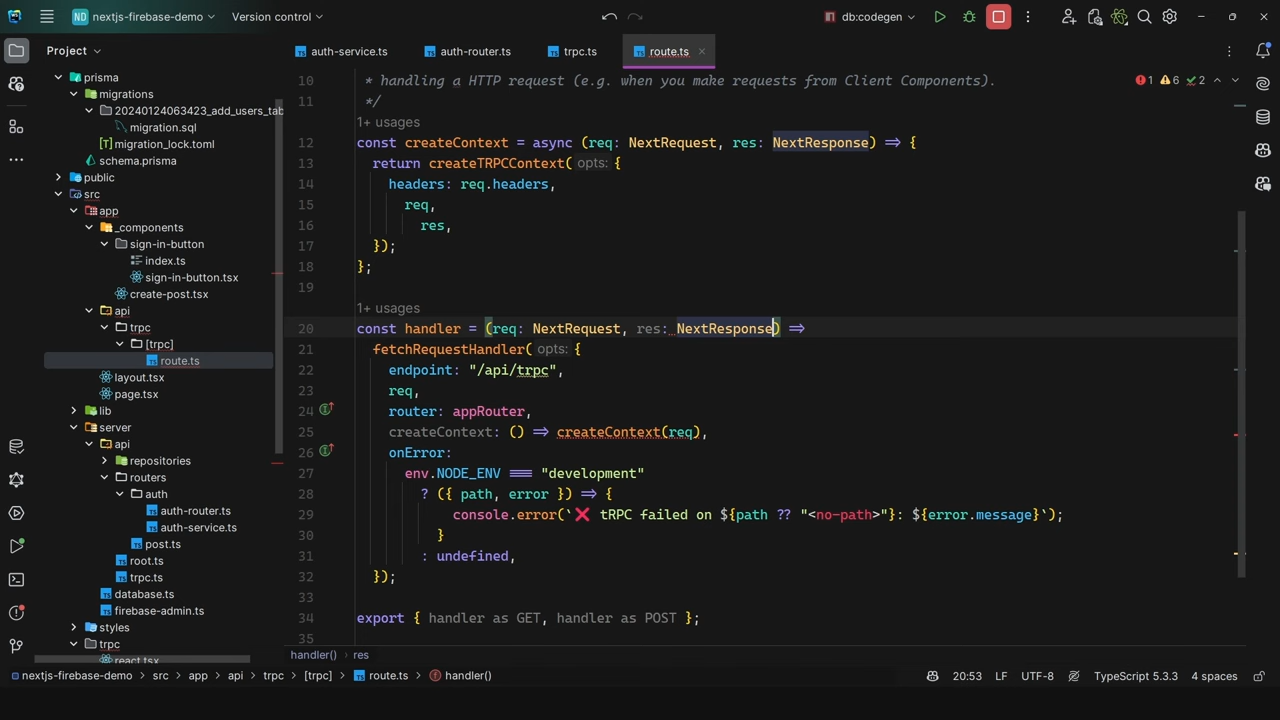 ND nextjs-firebase-demo Version control db:codegen
Project
auth-service.ts auth-router.ts trpc.ts route.ts
prisma
migrations
20240124063423_add_users_tab
migration.sql
migration_lock.toml
schema.prisma
public
src
app
_components
sign-in-button
index.ts
sign-in-button.tsx
create-post.tsx
api
trpc
[trpc]
route.ts
layout.tsx
page.tsx
lib
server
api
repositories
routers
auth
auth-router.ts
auth-service.ts
post.ts
root.ts
trpc.ts
database.ts
firebase-admin.ts
styles
trpc
react.tsx
1 6 2
10 * handling a HTTP request (e.g. when you make requests from Client Components).
11 */
1+ usages
12 const createContext = async (req: NextRequest, res: NextResponse) => {
13 return createTRPCContext( opts: {
14 headers: req.headers,
15 req,
16 res,
17 });
18 };
19
1+ usages
20 const handler = (req: NextRequest, res: NextResponse) =>
21 fetchRequestHandler( opts: {
22 endpoint: "/api/trpc",
23 req,
24 router: appRouter,
25 createContext: () => createContext(req),
26 onError:
27 env.NODE_ENV === "development"
28 ? ({ path, error }) => {
29 console.error(`❌ tRPC failed on ${path ?? "<no-path>"}: ${error.message}`);
30 }
31 : undefined,
32 });
33
34 export { handler as GET, handler as POST };
35
handler() res
nextjs-firebase-demo src app api trpc [trpc] route.ts handler() 20:53 LF UTF-8 TypeScript 5.3.3 4 spaces